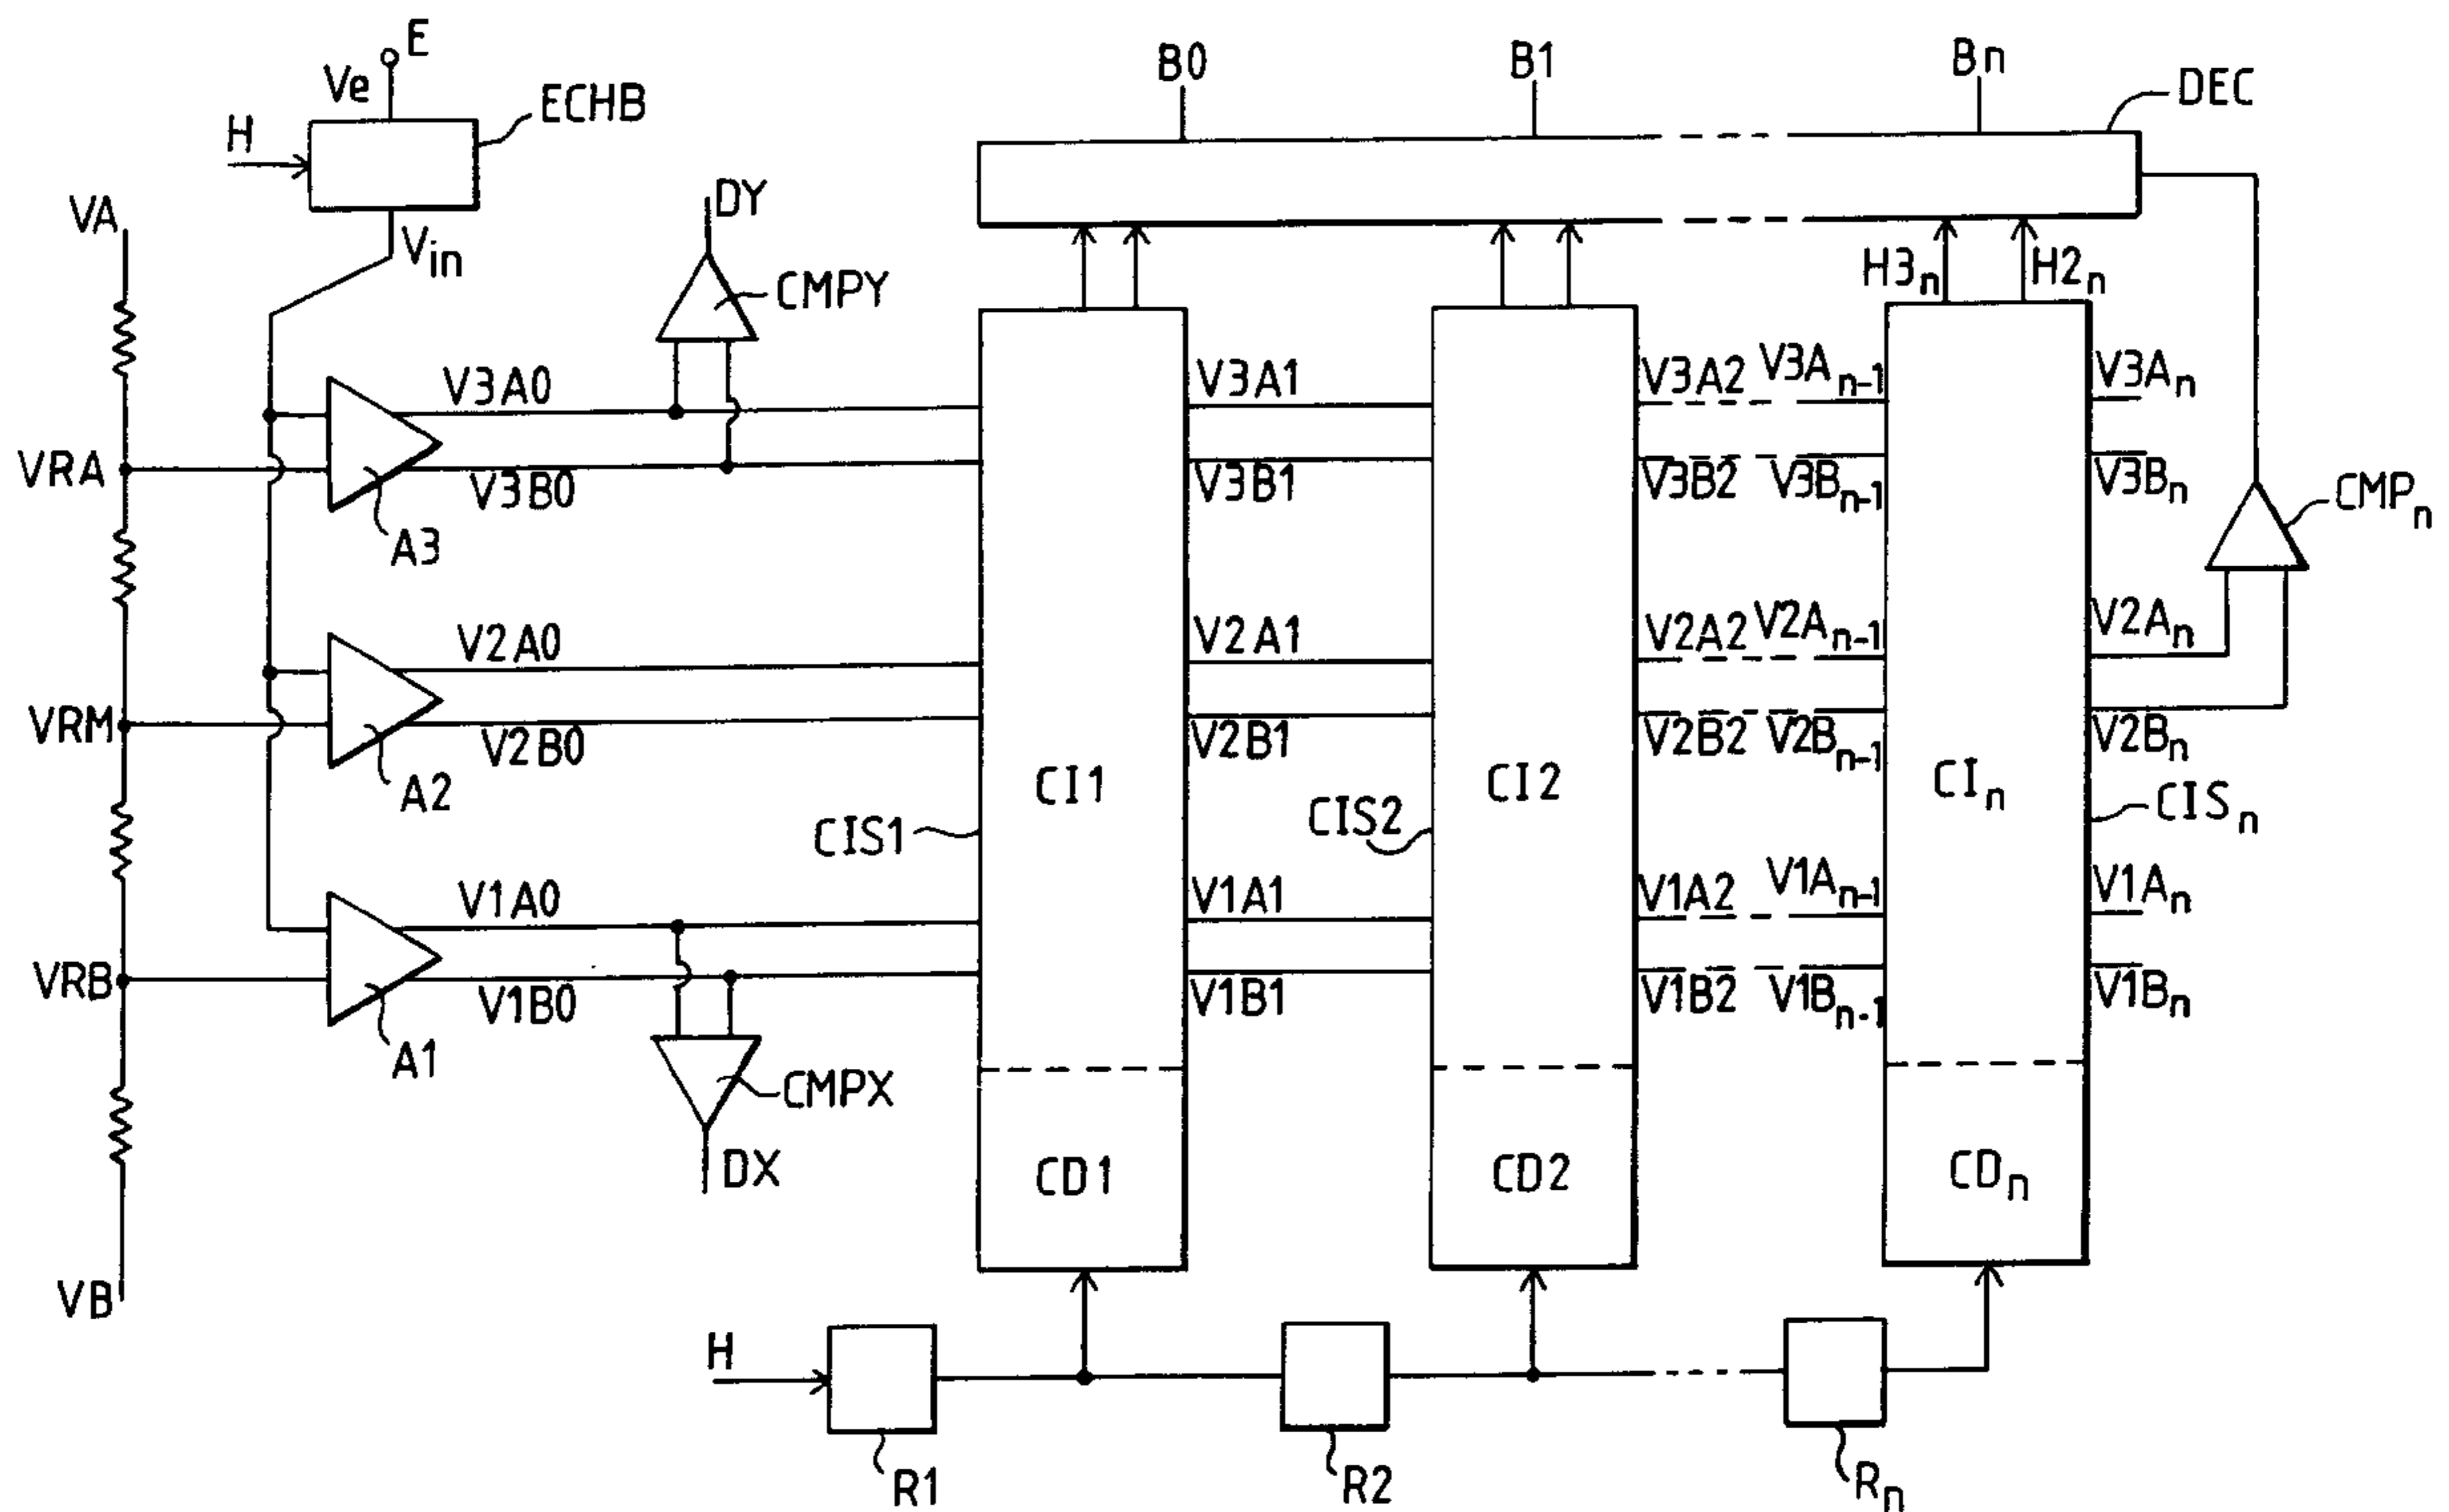 E
Ve
H
ECHB
Vin
VA
VRA
VRM
VRB
VB
A3
A2
A1
V3A0
V3B0
V2A0
V2B0
V1A0
V1B0
DY
CMPY
CMPX
DX
B0
B1
Bn
DEC
H3n
H2n
V3A1
V3B1
V2A1
V2B1
V1A1
V1B1
V3A2
V3B2
V2A2
V2B2
V1A2
V1B2
V3An-1
V3Bn-1
V2An-1
V2Bn-1
V1An-1
V1Bn-1
V3An
V3Bn
V2An
V2Bn
V1An
V1Bn
CMPn
CI1
CI2
CIn
CIS1
CIS2
CISn
CD1
CD2
CDn
H
R1
R2
Rn